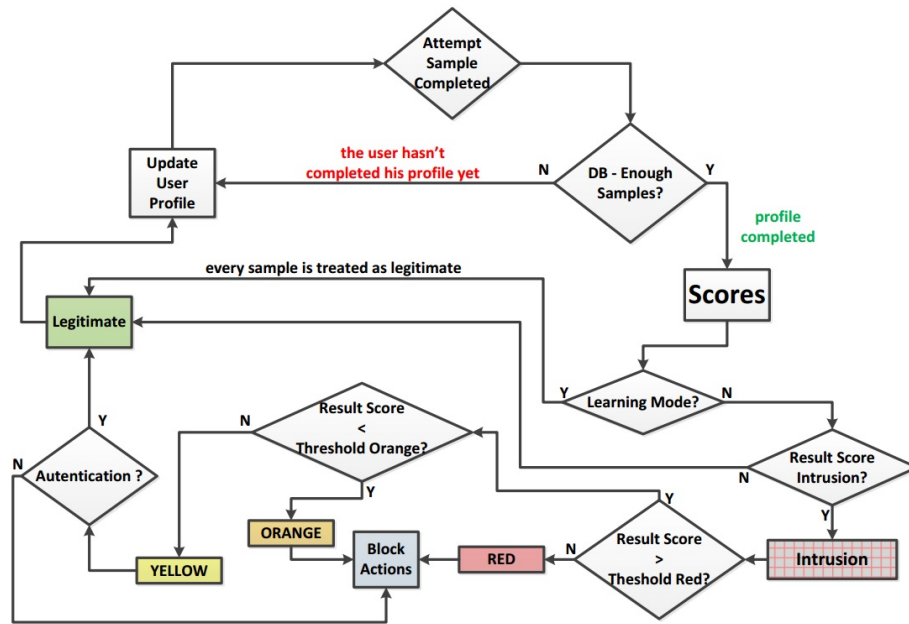 Attempt
Sample
Completed
Update
User
Profile
the user hasn't
completed his profile yet
N
DB - Enough
Samples?
Y
profile
completed
every sample is treated as legitimate
Scores
Legitimate
Y
Learning Mode?
N
Result Score
<
Threshold Orange?
N
Y
Y
N
Autentication ?
Result Score
Intrusion?
N
Y
Y
ORANGE
Block
Actions
RED
N
Result Score
>
Theshold Red?
Intrusion
YELLOW